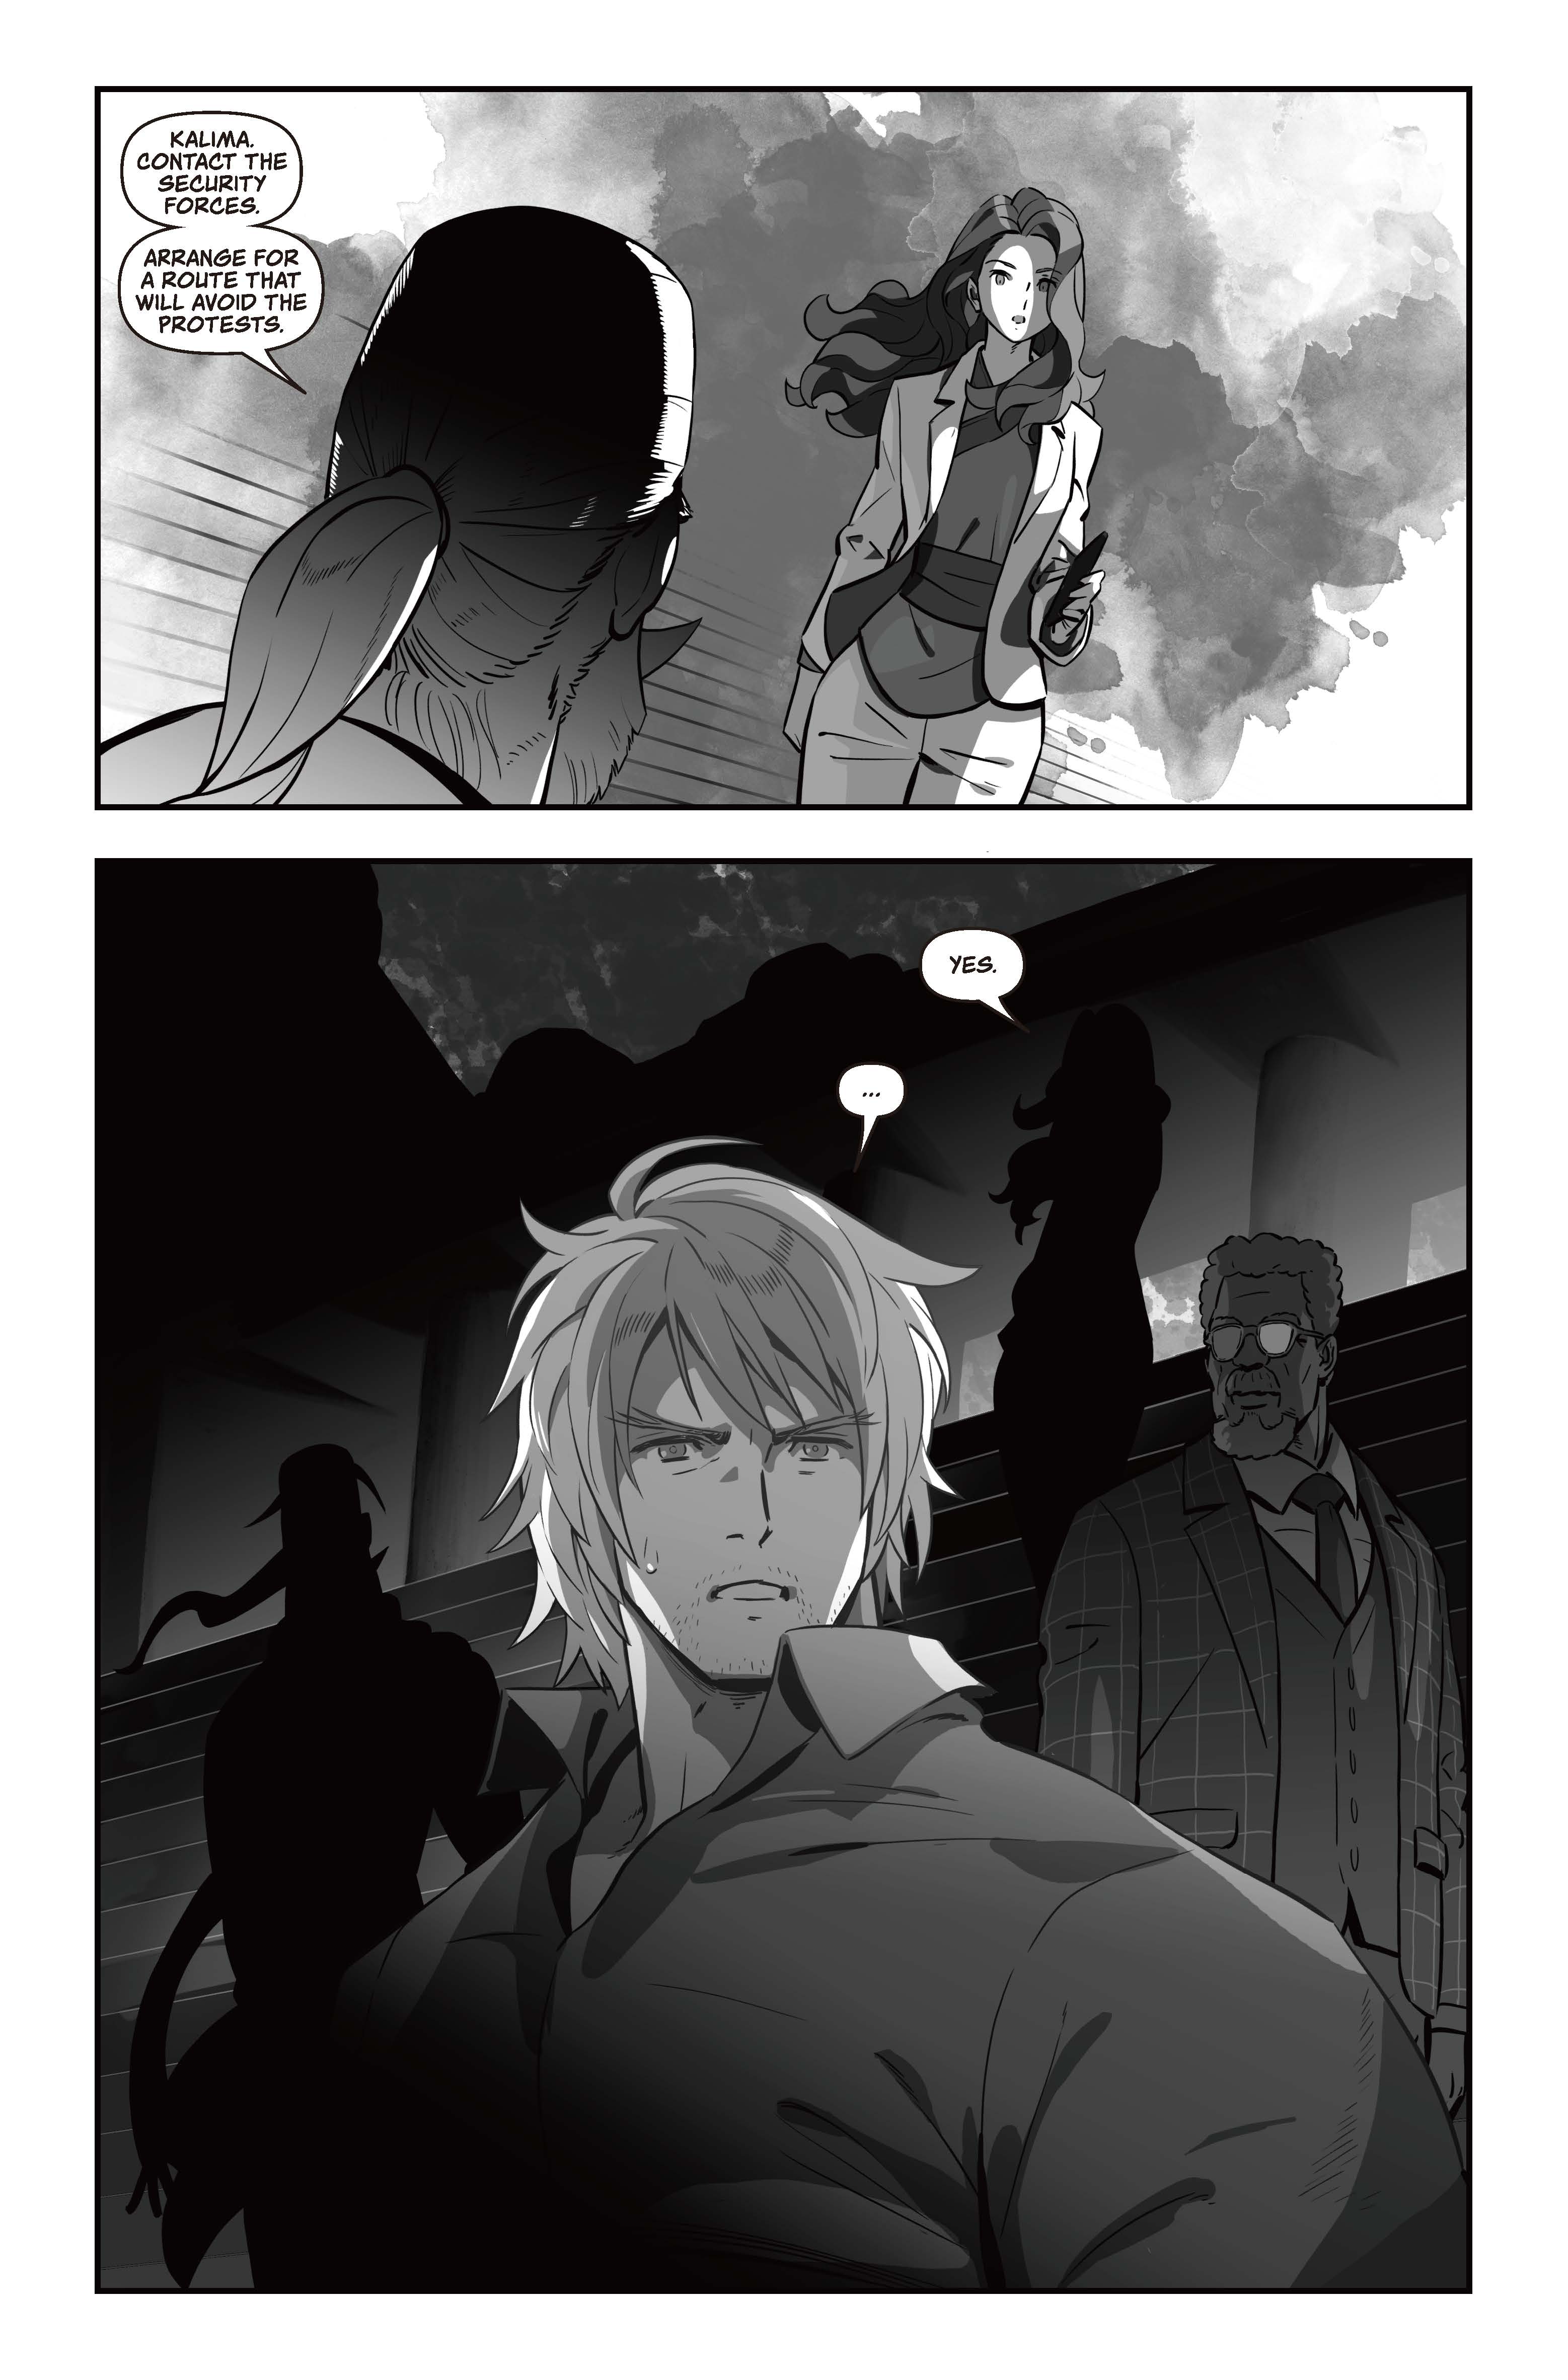 KALIMA.
CONTACT THE
SECURITY
FORCES.
ARRANGE FOR
A ROUTE THAT
WILL AVOID THE
PROTESTS.
YES.
...